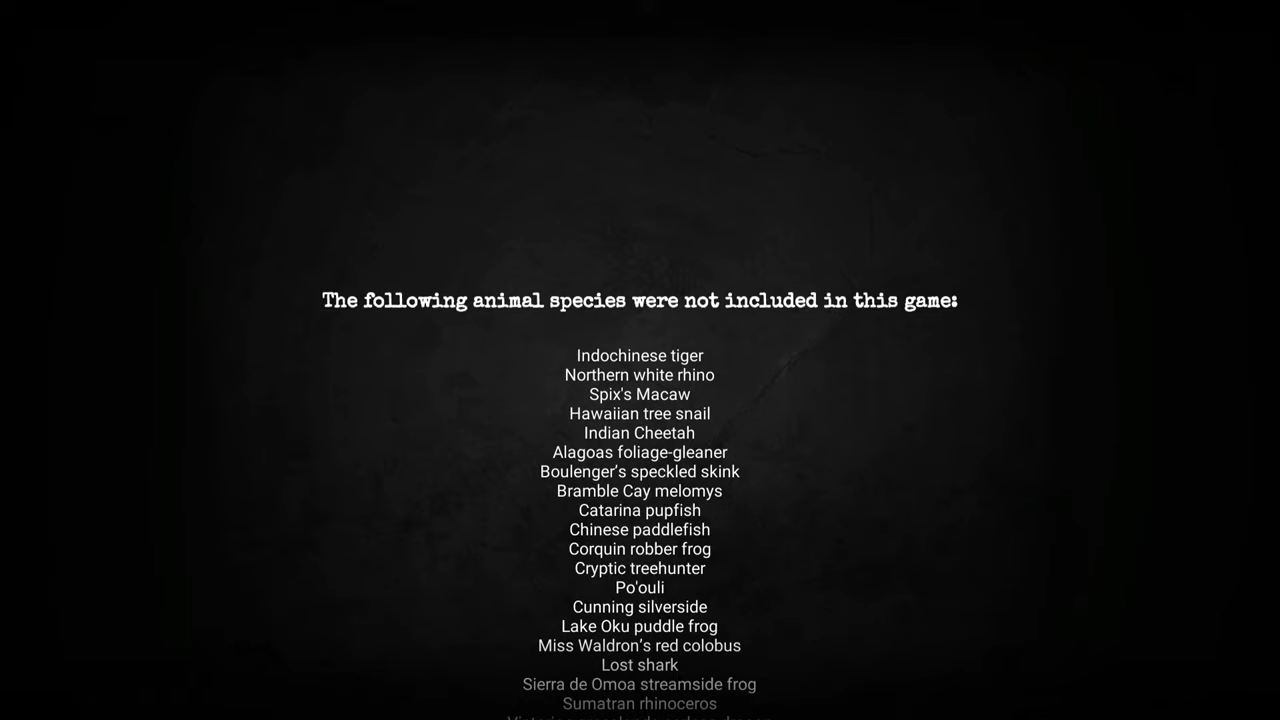 The following animal species were not included in this game:
Indochinese tiger
Northern white rhino
Spix's Macaw
Hawaiian tree snail
Indian Cheetah
Alagoas foliage-gleaner
Boulenger’s speckled skink
Bramble Cay melomys
Catarina pupfish
Chinese paddlefish
Corquin robber frog
Cryptic treehunter
Po'ouli
Cunning silverside
Lake Oku puddle frog
Miss Waldron’s red colobus
Lost shark
Sierra de Omoa streamside frog
Sumatran rhinoceros